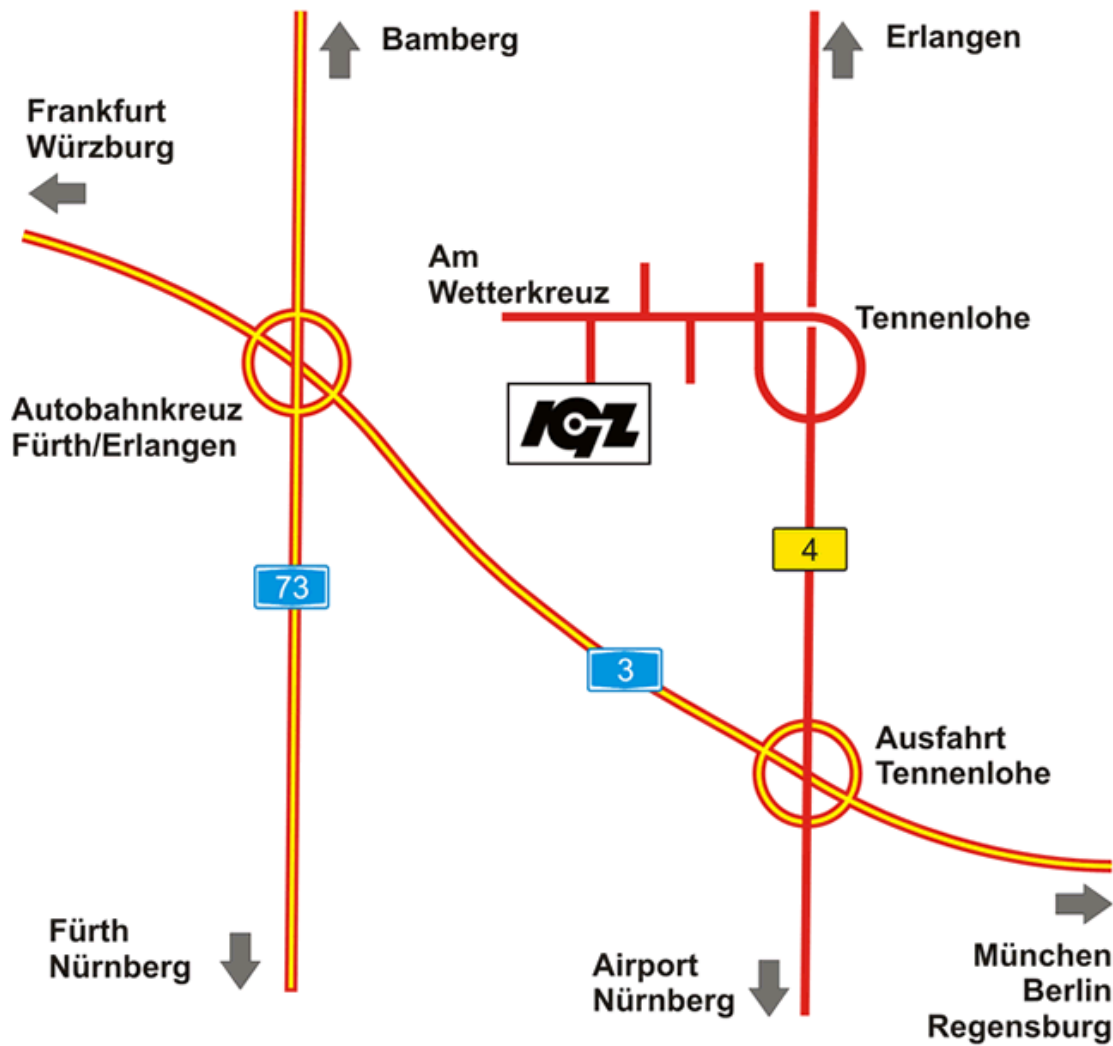 Bamberg
Erlangen
Frankfurt
Würzburg
Am
Wetterkreuz
Tennenlohe
Autobahnkreuz
Fürth/Erlangen
IGZ
4
73
3
Ausfahrt
Tennenlohe
Fürth
Nürnberg
Airport
Nürnberg
München
Berlin
Regensburg